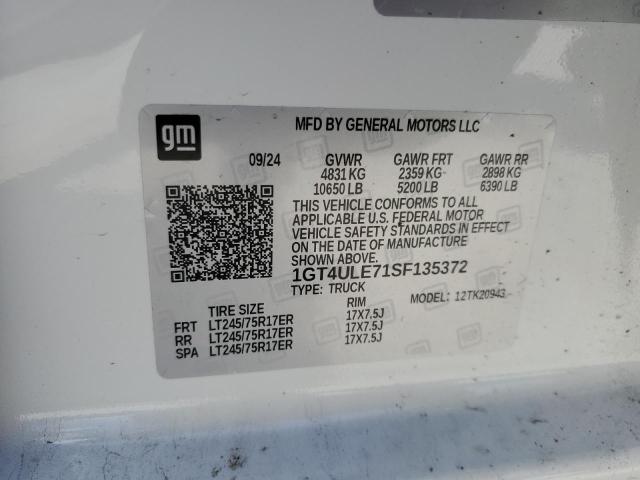 gm
MFD BY GENERAL MOTORS LLC
09/24 GVWR GAWR FRT GAWR RR
4831 KG 2359 KG 2898 KG
10650 LB 5200 LB 6390 LB
THIS VEHICLE CONFORMS TO ALL
APPLICABLE U.S. FEDERAL MOTOR
VEHICLE SAFETY STANDARDS IN EFFECT
ON THE DATE OF MANUFACTURE
SHOWN ABOVE.
1GT4ULE71SF135372
TYPE: TRUCK MODEL: 12TK20943
TIRE SIZE RIM
FRT LT245/75R17ER 17X7.5J
RR LT245/75R17ER 17X7.5J
SPA LT245/75R17ER 17X7.5J